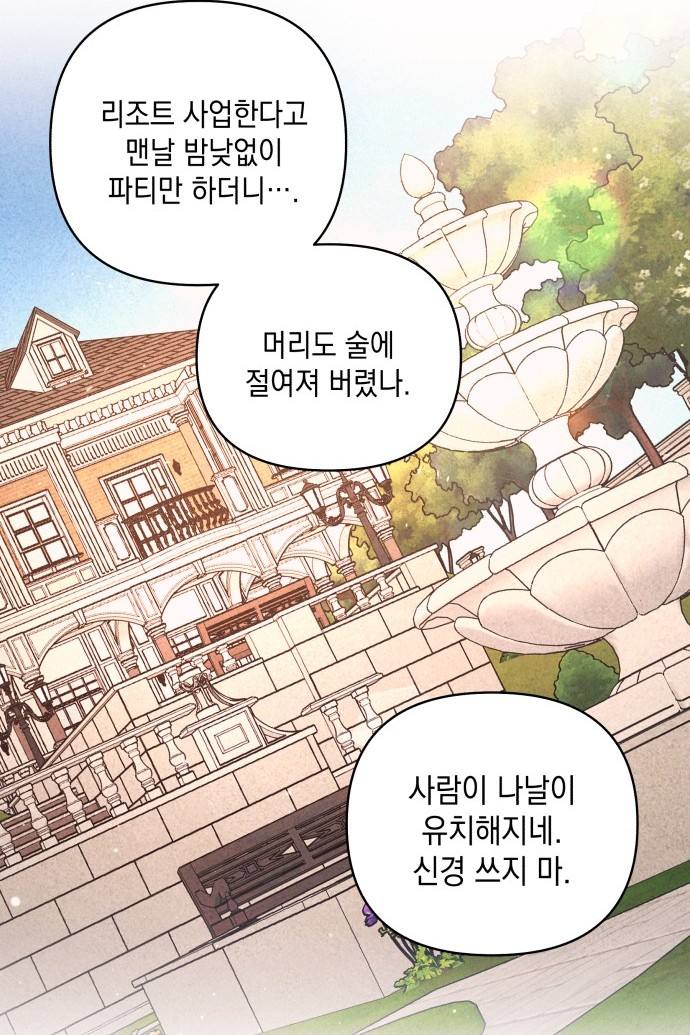 리조트 사업한다고
맨날 밤낮없이
파티만 하더니….
머리도 술에
절여져 버렸나.
사람이 나날이
유치해지네.
신경 쓰지 마.